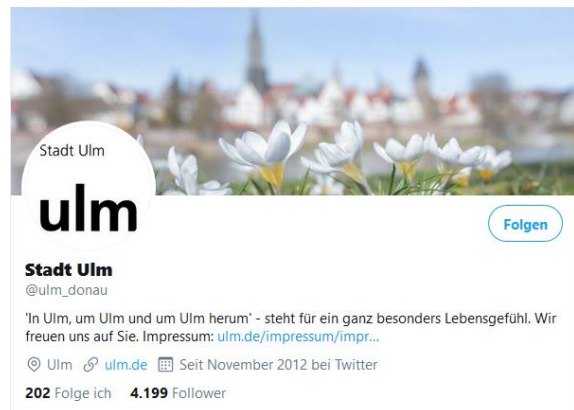 Stadt Ulm
ulm
Folgen
Stadt Ulm
@ulm_donau
'In Ulm, um Ulm und um Ulm herum' - steht für ein ganz besonders Lebensgefühl. Wir
freuen uns auf Sie. Impressum: ulm.de/impressum/impr...
Ulm ulm.de Seit November 2012 bei Twitter
202 Folge ich 4.199 Follower